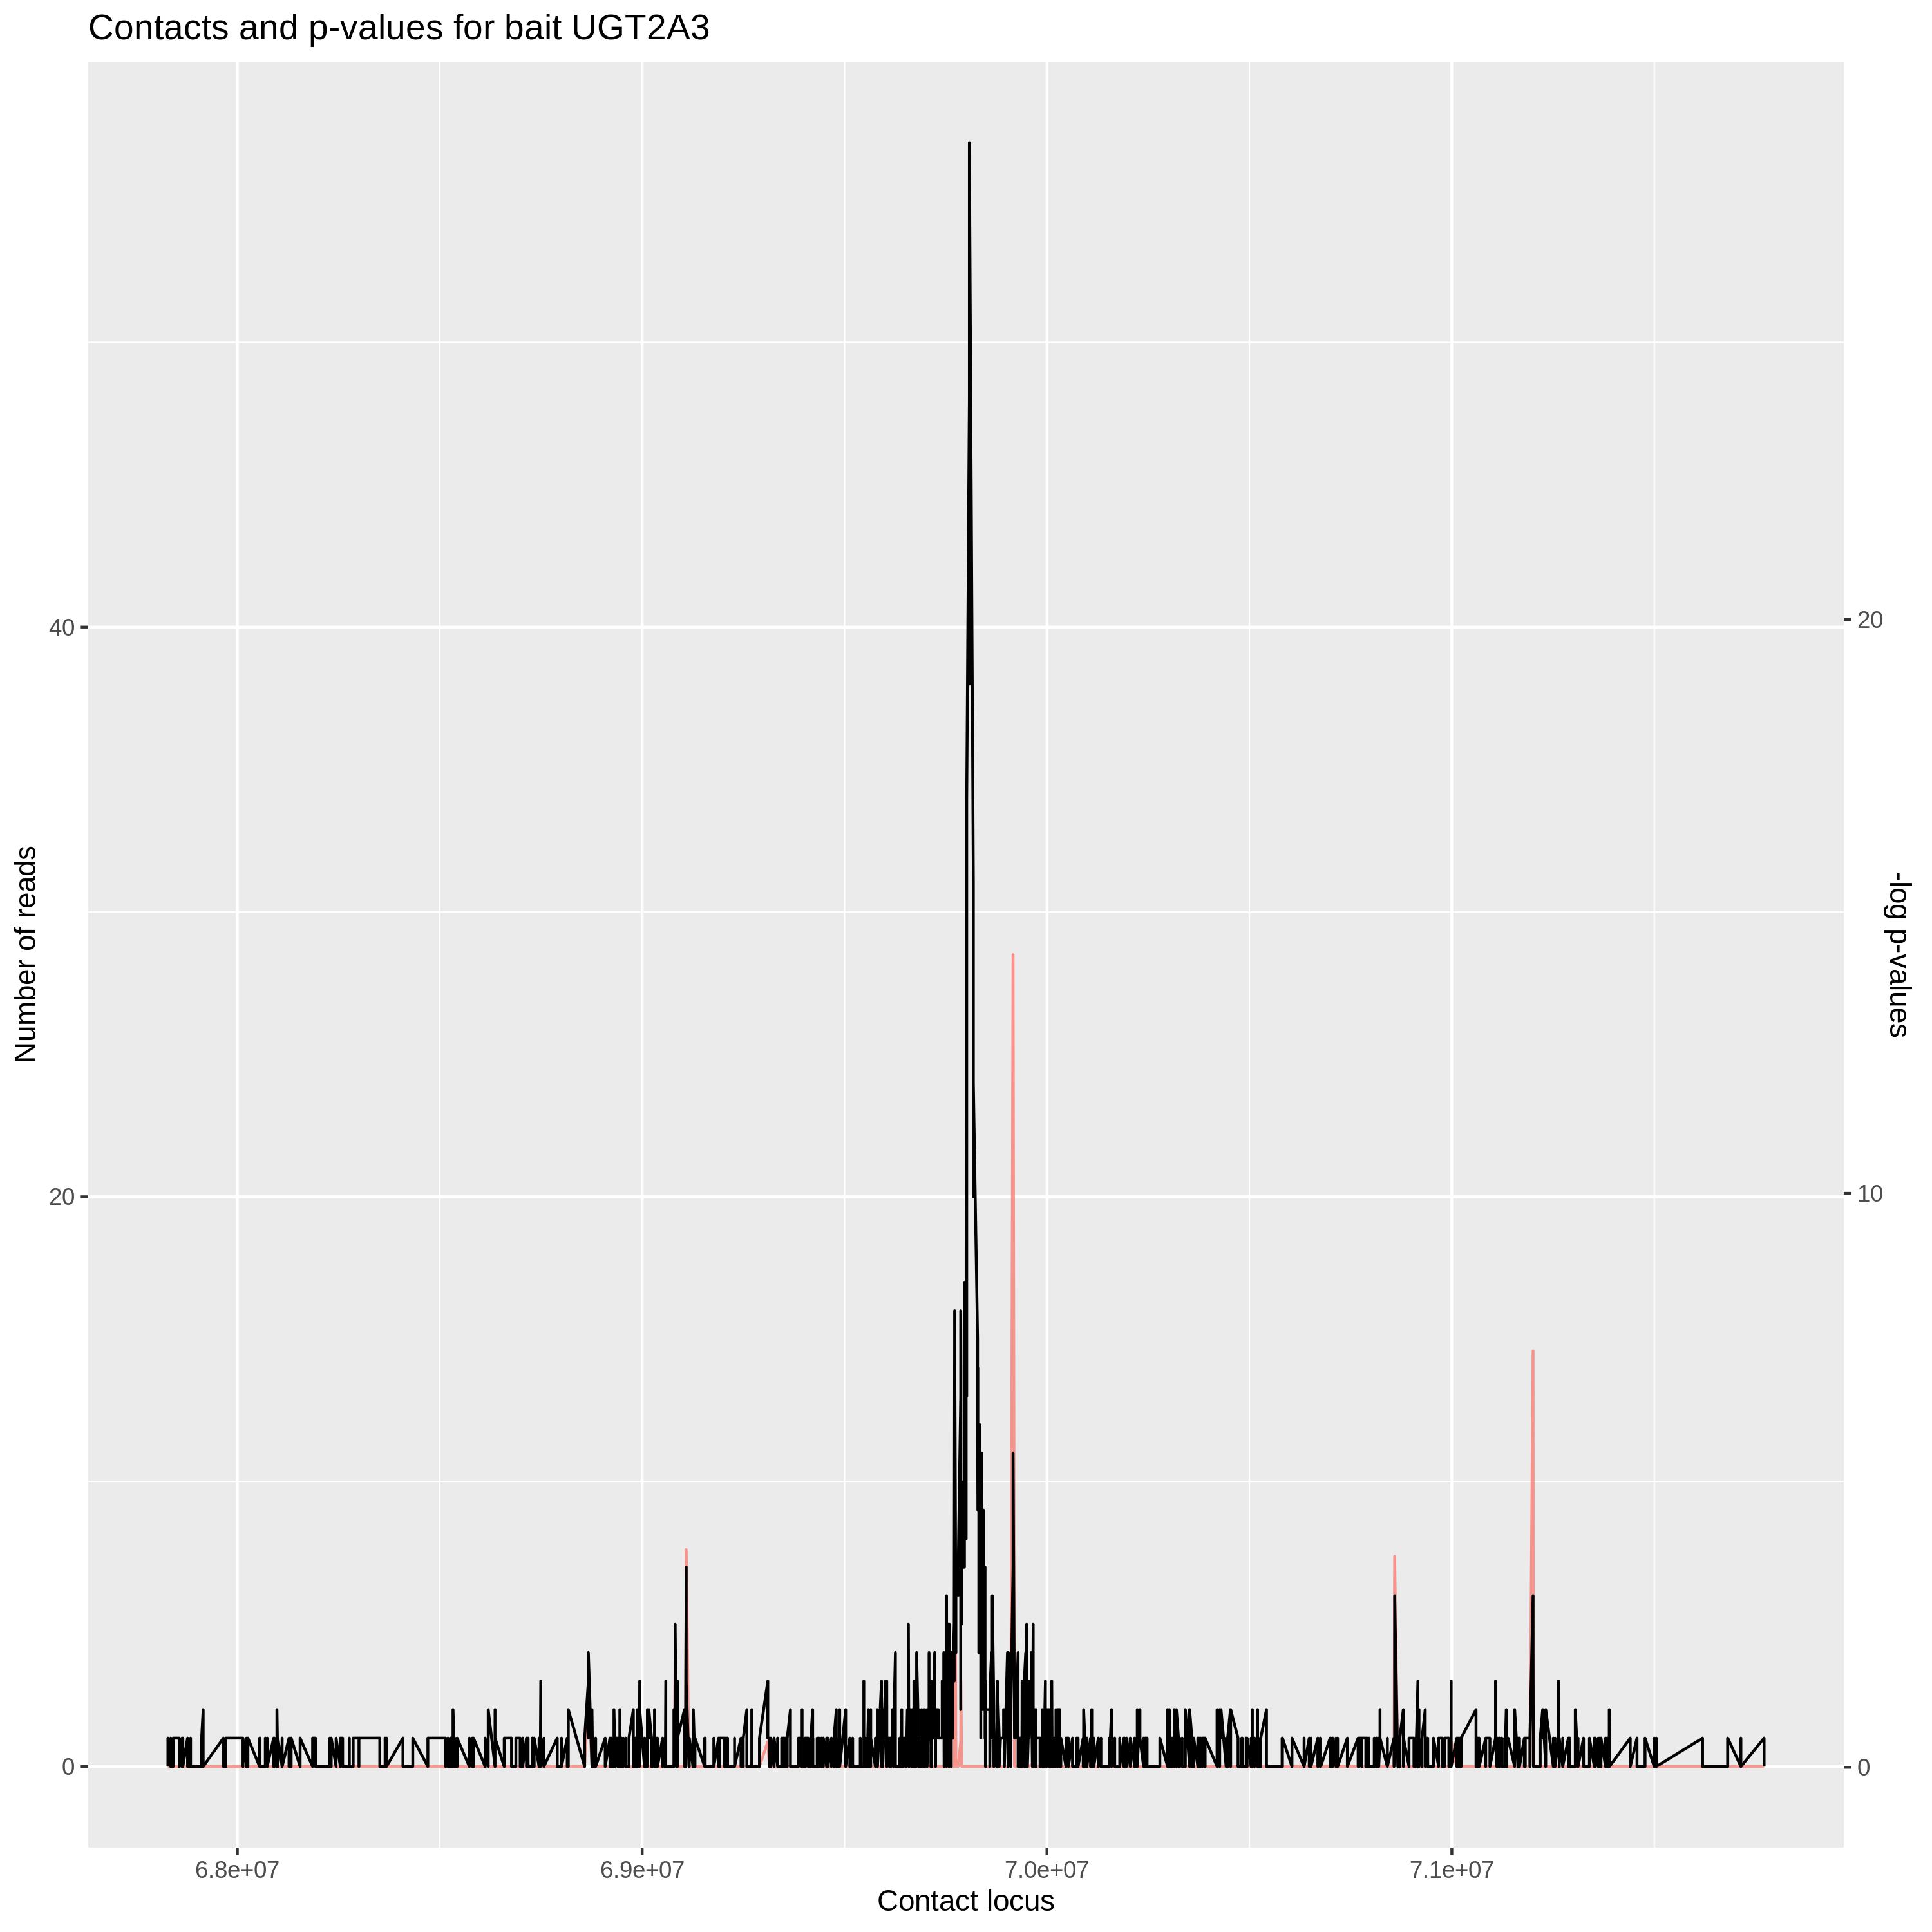 Contacts and p-values for bait UGT2A3
Number of reads
40
20
0
20
10
0
-log p-values
6.8e+07 6.9e+07 7.0e+07 7.1e+07
Contact locus